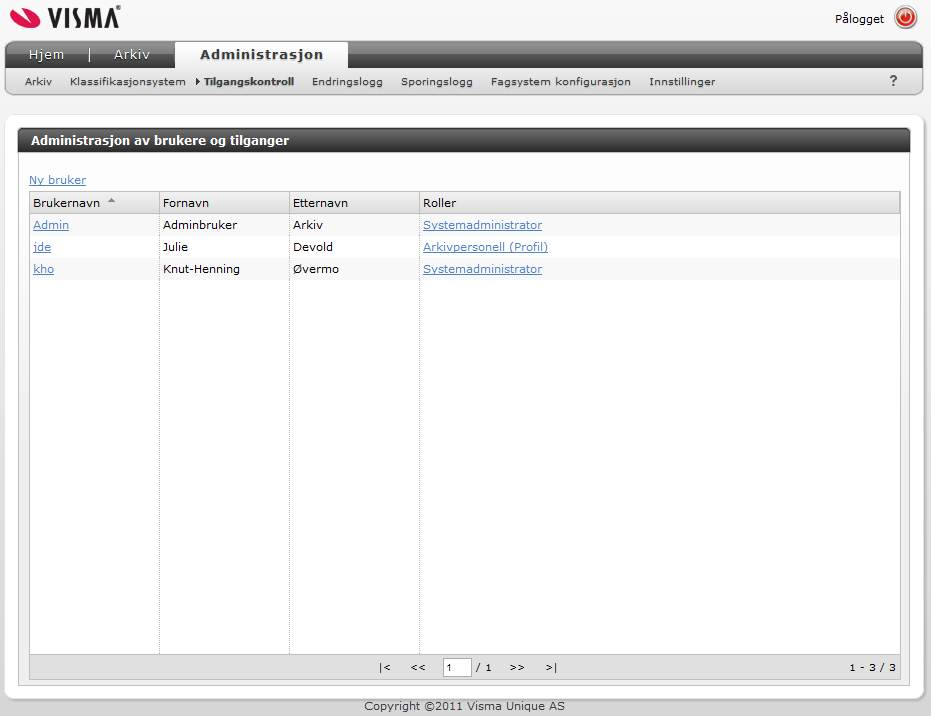 VISMA®
Pålogget
Hjem | Arkiv Administrasjon
Arkiv Klassifikasjonsystem Tilgangskontroll Endringslogg Sporingslogg Fagsystem konfigurasjon Innstillinger ?
Administrasjon av brukere og tilganger
Ny bruker
Brukernavn Fornavn Etternavn Roller
Admin Adminbruker Arkiv Systemadministrator
jde Julie Devold Arkivpersonell (Profil)
kho Knut-Henning Øvermo Systemadministrator
|< << 1 / 1 >> >| 1 - 3 / 3
Copyright ©2011 Visma Unique AS